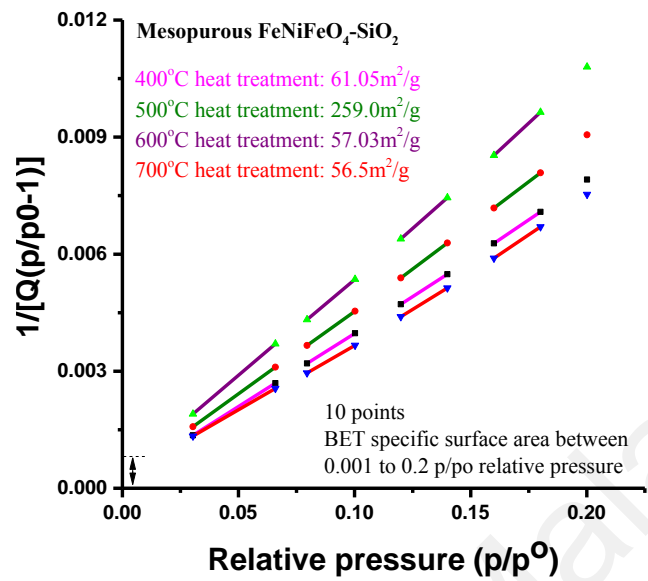 0.012
0.009
0.006
0.003
0.000
1/[Q(p/p0-1)]
Mesopurous FeNiFeO₄-SiO₂
400°C heat treatment: 61.05m²/g
500°C heat treatment: 259.0m²/g
600°C heat treatment: 57.03m²/g
700°C heat treatment: 56.5m²/g
10 points
BET specific surface area between
0.001 to 0.2 p/po relative pressure
0.00 0.05 0.10 0.15 0.20
Relative pressure (p/p⁰)